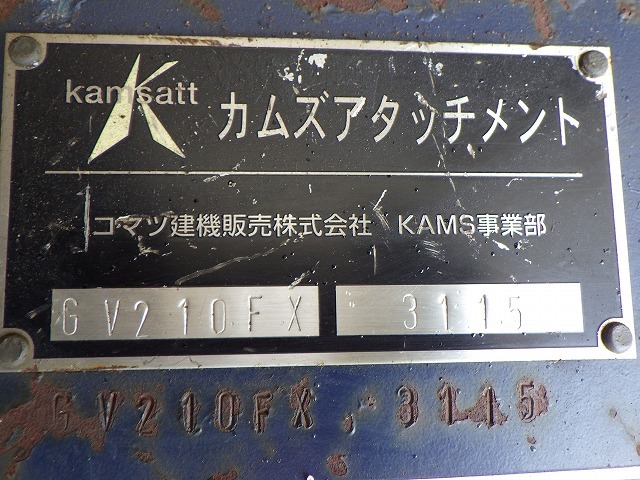 kamsatt カムズアタッチメント
コマツ建機販売株式会社 KAMS事業部
GV210FX 3115
GV210FX, 3115